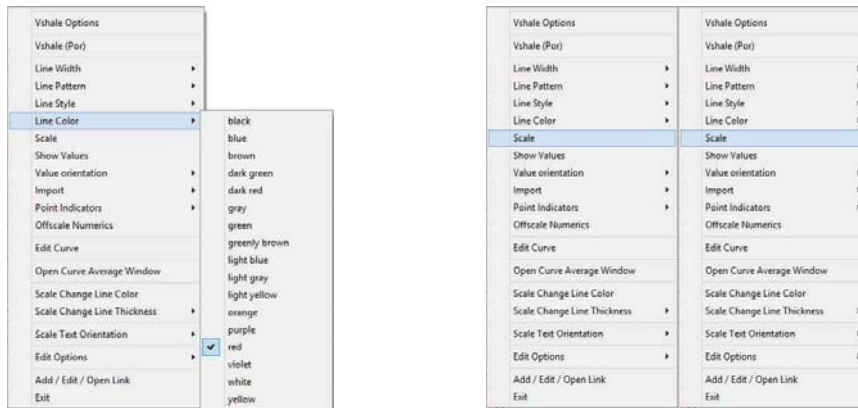 Vshale Options
Vshale (Por)
Line Width
Line Pattern
Line Style
Line Color
Scale
Show Values
Value orientation
Import
Point Indicators
Offscale Numerics
Edit Curve
Open Curve Average Window
Scale Change Line Color
Scale Change Line Thickness
Scale Text Orientation
Edit Options
Add / Edit / Open Link
Exit
black
blue
brown
dark green
dark red
gray
green
greenly brown
light blue
light gray
light yellow
orange
purple
red
violet
white
yellow
Vshale Options
Vshale (Por)
Line Width
Line Pattern
Line Style
Line Color
Scale
Show Values
Value orientation
Import
Point Indicators
Offscale Numerics
Edit Curve
Open Curve Average Window
Scale Change Line Color
Scale Change Line Thickness
Scale Text Orientation
Edit Options
Add / Edit / Open Link
Exit
Vshale Options
Vshale (Por)
Line Width
Line Pattern
Line Style
Line Color
Scale
Show Values
Value orientation
Import
Point Indicators
Offscale Numerics
Edit Curve
Open Curve Average Window
Scale Change Line Color
Scale Change Line Thickness
Scale Text Orientation
Edit Options
Add / Edit / Open Link
Exit